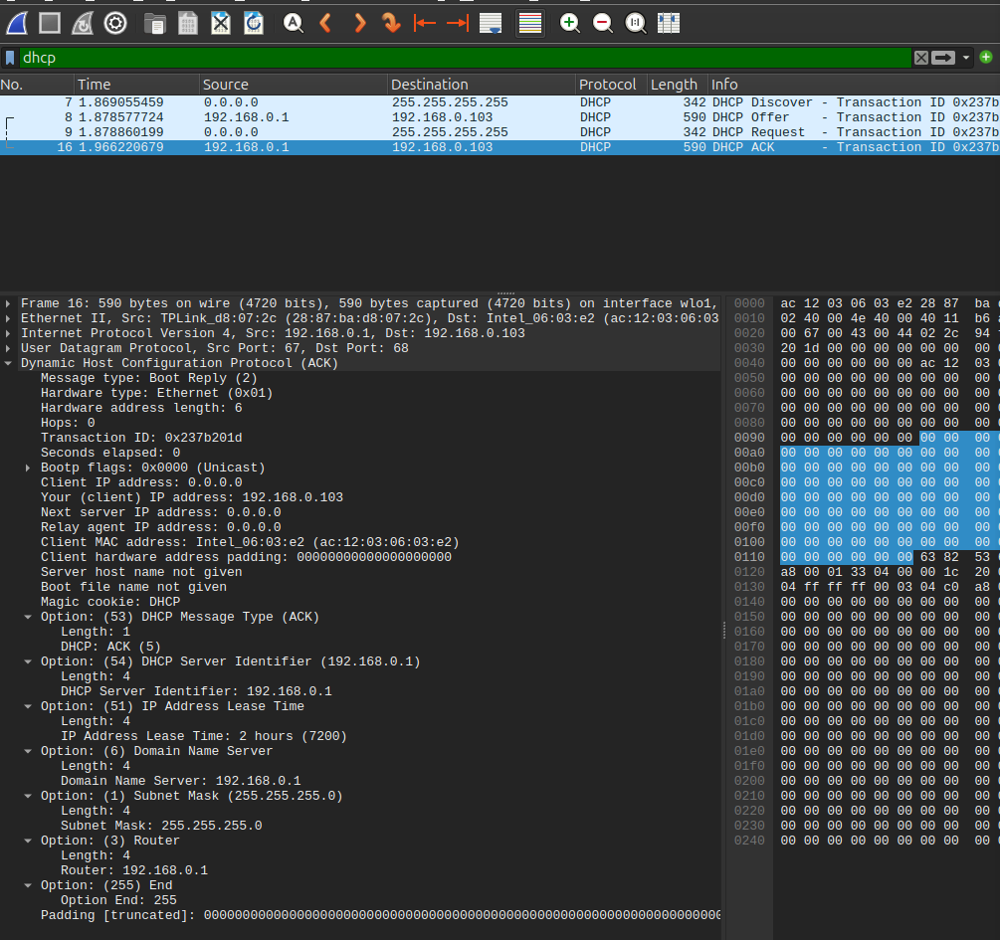 dhcp
No. Time Source Destination Protocol Length Info
7 1.869055459 0.0.0.0 255.255.255.255 DHCP 342 DHCP Discover - Transaction ID 0x237b
8 1.878577724 192.168.0.1 192.168.0.103 DHCP 590 DHCP Offer - Transaction ID 0x237b
9 1.878860199 0.0.0.0 255.255.255.255 DHCP 342 DHCP Request - Transaction ID 0x237b
16 1.966220679 192.168.0.1 192.168.0.103 DHCP 590 DHCP ACK - Transaction ID 0x237b
Frame 16: 590 bytes on wire (4720 bits), 590 bytes captured (4720 bits) on interface wlo1,
Ethernet II, Src: TPLink_d8:07:2c (28:87:ba:d8:07:2c), Dst: Intel_06:03:e2 (ac:12:03:06:03
Internet Protocol Version 4, Src: 192.168.0.1, Dst: 192.168.0.103
User Datagram Protocol, Src Port: 67, Dst Port: 68
Dynamic Host Configuration Protocol (ACK)
Message type: Boot Reply (2)
Hardware type: Ethernet (0x01)
Hardware address length: 6
Hops: 0
Transaction ID: 0x237b201d
Seconds elapsed: 0
Bootp flags: 0x0000 (Unicast)
Client IP address: 0.0.0.0
Your (client) IP address: 192.168.0.103
Next server IP address: 0.0.0.0
Relay agent IP address: 0.0.0.0
Client MAC address: Intel_06:03:e2 (ac:12:03:06:03:e2)
Client hardware address padding: 00000000000000000000
Server host name not given
Boot file name not given
Magic cookie: DHCP
Option: (53) DHCP Message Type (ACK)
Length: 1
DHCP: ACK (5)
Option: (54) DHCP Server Identifier (192.168.0.1)
Length: 4
DHCP Server Identifier: 192.168.0.1
Option: (51) IP Address Lease Time
Length: 4
IP Address Lease Time: 2 hours (7200)
Option: (6) Domain Name Server
Length: 4
Domain Name Server: 192.168.0.1
Option: (1) Subnet Mask (255.255.255.0)
Length: 4
Subnet Mask: 255.255.255.0
Option: (3) Router
Length: 4
Router: 192.168.0.1
Option: (255) End
Option End: 255
Padding [truncated]: 000000000000000000000000000000000000000000000000000000000000000000
0000 ac 12 03 06 03 e2 28 87 ba
0010 02 40 00 4e 40 00 40 11 b6
0020 00 67 00 43 00 44 02 2c 94
0030 20 1d 00 00 00 00 00 00 00
0040 00 00 00 00 00 00 ac 12 03
0050 00 00 00 00 00 00 00 00 00
0060 00 00 00 00 00 00 00 00 00
0070 00 00 00 00 00 00 00 00 00
0080 00 00 00 00 00 00 00 00 00
0090 00 00 00 00 00 00 00 00 00
00a0 00 00 00 00 00 00 00 00 00
00b0 00 00 00 00 00 00 00 00 00
00c0 00 00 00 00 00 00 00 00 00
00d0 00 00 00 00 00 00 00 00 00
00e0 00 00 00 00 00 00 00 00 00
00f0 00 00 00 00 00 00 00 00 00
0100 00 00 00 00 00 00 00 00 00
0110 00 00 00 00 00 00 63 82 53
0120 a8 00 01 33 04 00 00 1c 20
0130 04 ff ff ff 00 03 04 c0 a8
0140 00 00 00 00 00 00 00 00 00
0150 00 00 00 00 00 00 00 00 00
0160 00 00 00 00 00 00 00 00 00
0170 00 00 00 00 00 00 00 00 00
0180 00 00 00 00 00 00 00 00 00
0190 00 00 00 00 00 00 00 00 00
01a0 00 00 00 00 00 00 00 00 00
01b0 00 00 00 00 00 00 00 00 00
01c0 00 00 00 00 00 00 00 00 00
01d0 00 00 00 00 00 00 00 00 00
01e0 00 00 00 00 00 00 00 00 00
01f0 00 00 00 00 00 00 00 00 00
0200 00 00 00 00 00 00 00 00 00
0210 00 00 00 00 00 00 00 00 00
0220 00 00 00 00 00 00 00 00 00
0230 00 00 00 00 00 00 00 00 00
0240 00 00 00 00 00 00 00 00 00